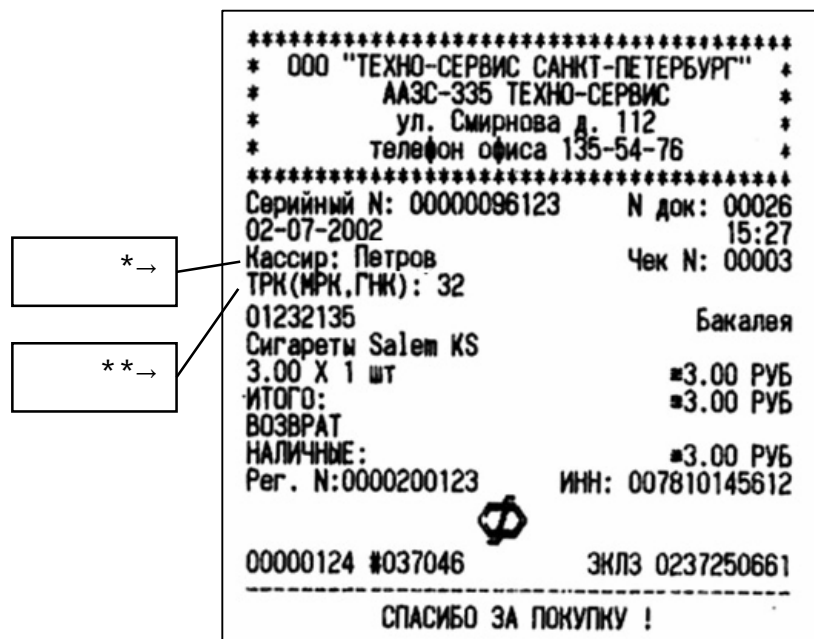 ****************************************
* ООО "ТЕХНО-СЕРВИС САНКТ-ПЕТЕРБУРГ" *
* ААЗС-335 ТЕХНО-СЕРВИС *
* ул. Смирнова д. 112 *
* телефон офиса 135-54-76 *
****************************************
Серийный N: 00000096123 N док: 00026
02-07-2002 15:27
*→ Кассир: Петров Чек N: 00003
ТРК(МРК,ГНК): 32
01232135 Бакалея
Сигареты Salem KS
**→ 3.00 X 1 шт ≡3.00 РУБ
ИТОГО: ≡3.00 РУБ
ВОЗВРАТ
НАЛИЧНЫЕ: ≡3.00 РУБ
Рег. N:0000200123 ИНН: 007810145612
00000124 #037046 ЭКЛЗ 0237250661
----------------------------------------
СПАСИБО ЗА ПОКУПКУ !